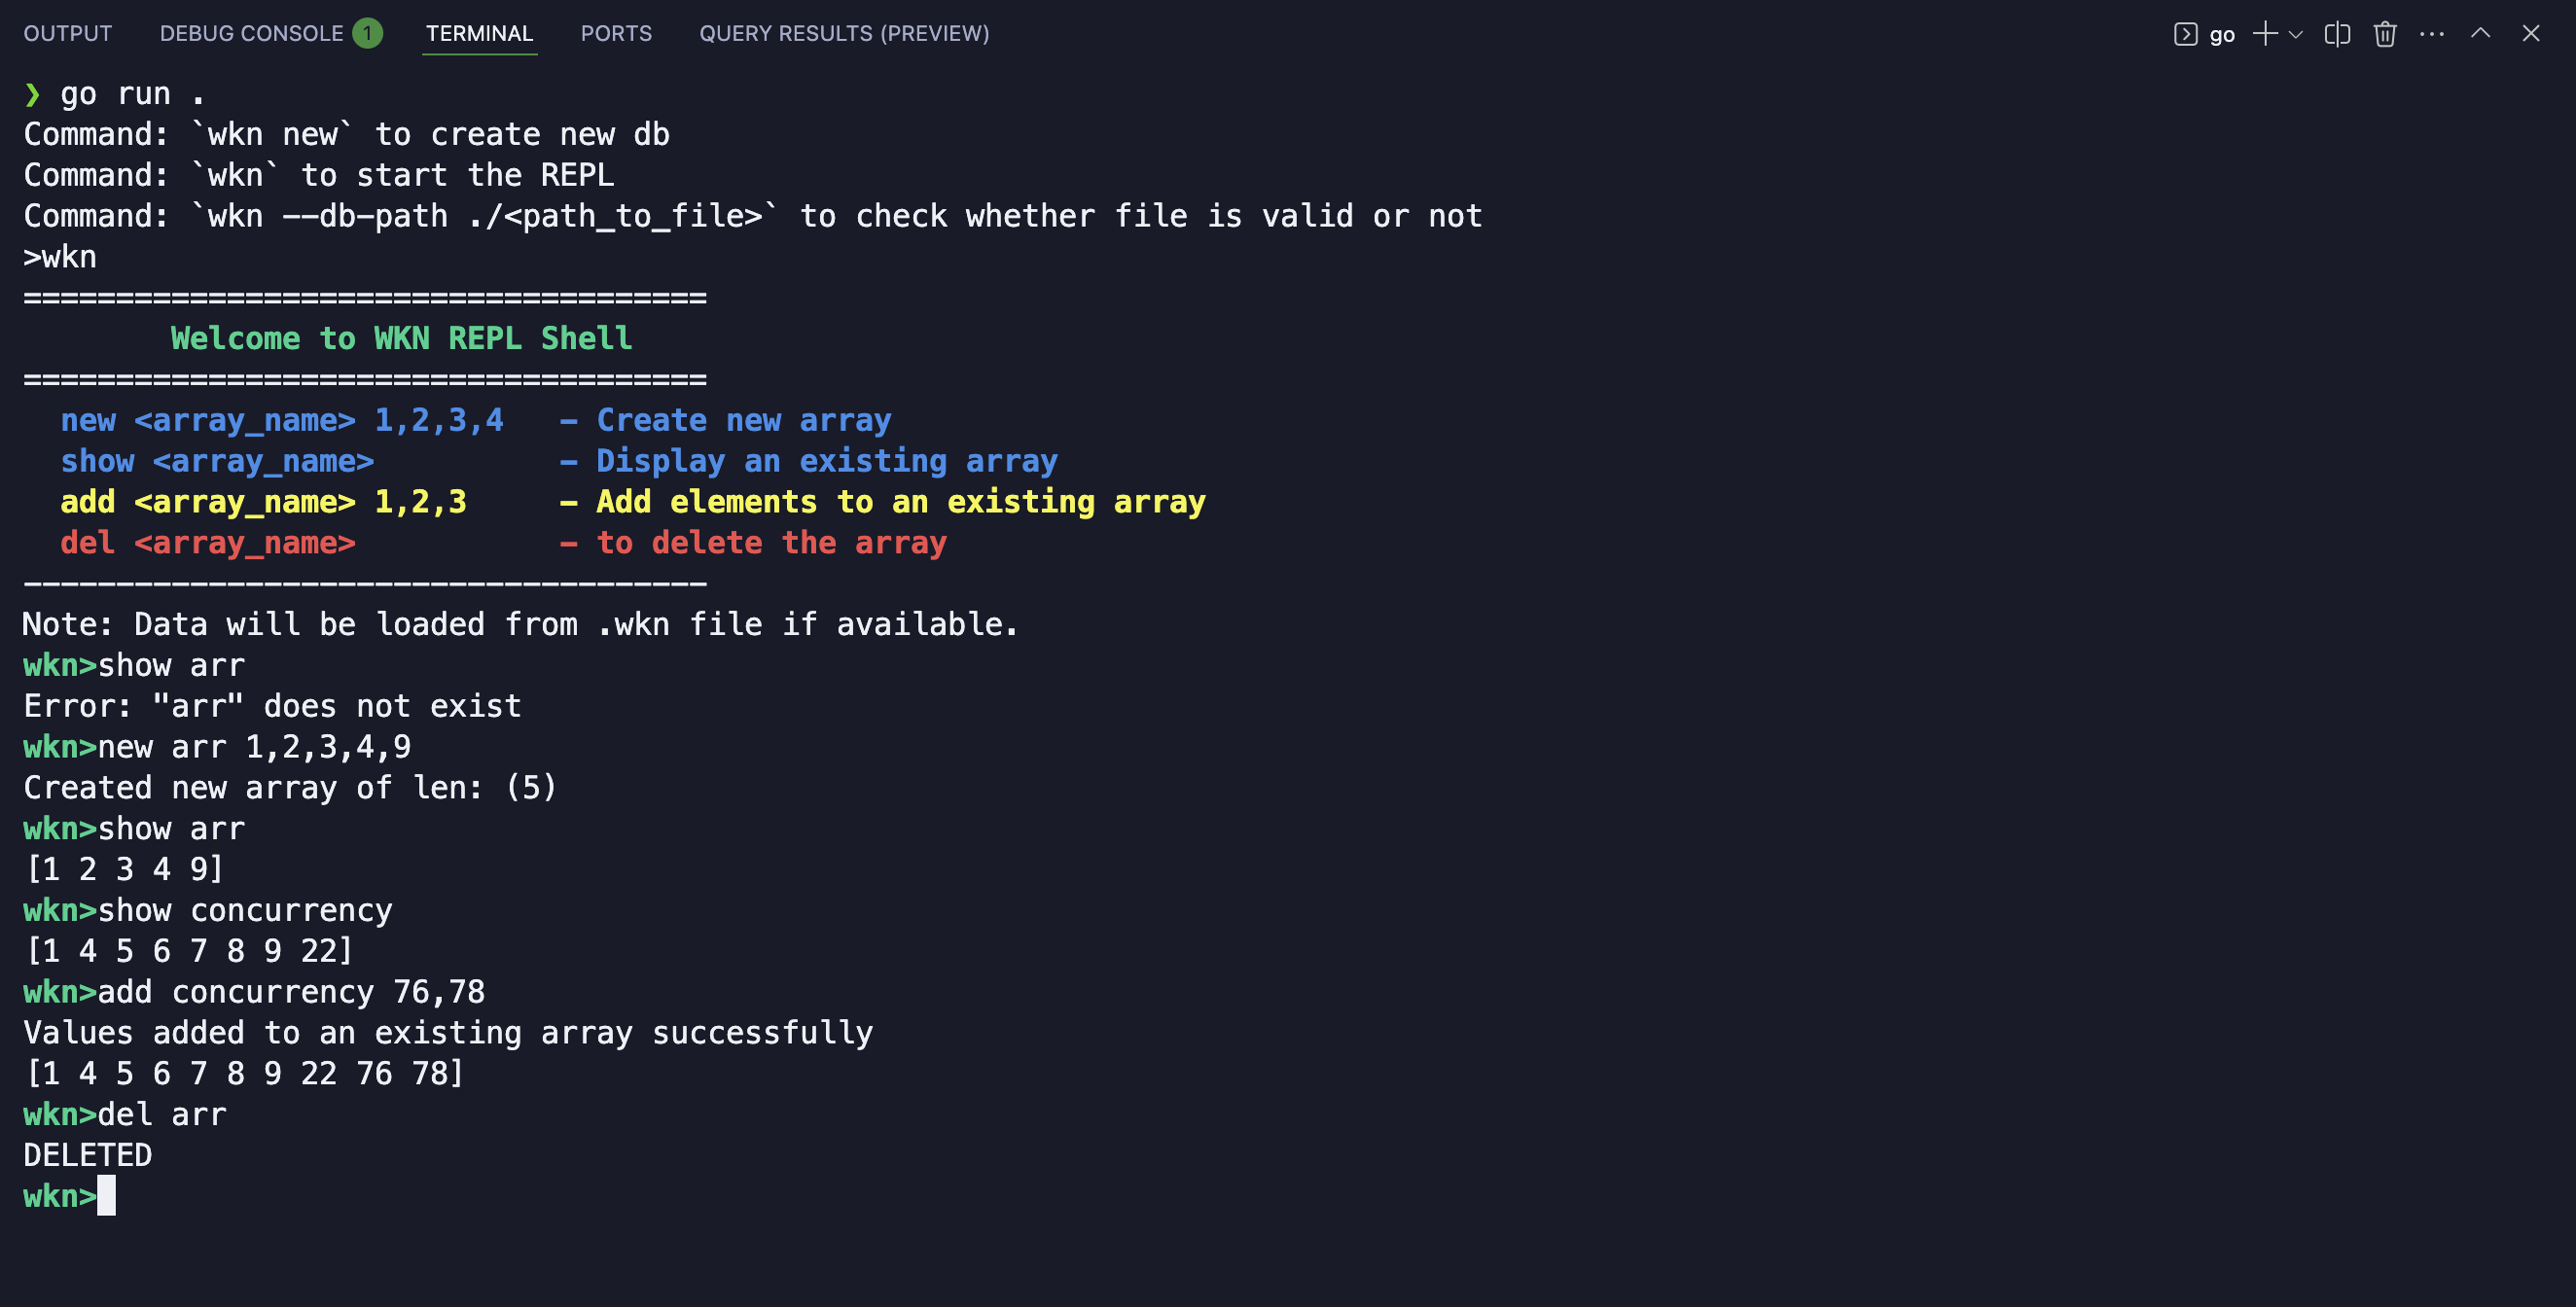 OUTPUT DEBUG CONSOLE 1 TERMINAL PORTS QUERY RESULTS (PREVIEW) go
❯ go run .
Command: `wkn new` to create new db
Command: `wkn` to start the REPL
Command: `wkn --db-path ./<path_to_file>` to check whether file is valid or not
>wkn
=====================================
        Welcome to WKN REPL Shell
=====================================
  new <array_name> 1,2,3,4   - Create new array
  show <array_name>          - Display an existing array
  add <array_name> 1,2,3     - Add elements to an existing array
  del <array_name>           - to delete the array
-------------------------------------
Note: Data will be loaded from .wkn file if available.
wkn>show arr
Error: "arr" does not exist
wkn>new arr 1,2,3,4,9
Created new array of len: (5)
wkn>show arr
[1 2 3 4 9]
wkn>show concurrency
[1 4 5 6 7 8 9 22]
wkn>add concurrency 76,78
Values added to an existing array successfully
[1 4 5 6 7 8 9 22 76 78]
wkn>del arr
DELETED
wkn>